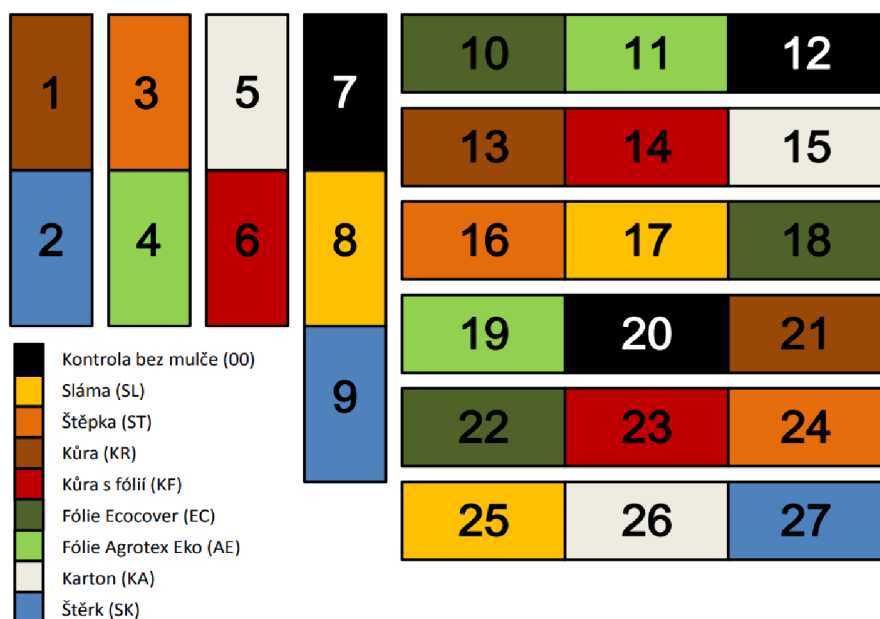 1 3 5 7 10 11 12
13 14 15
2 4 6 8 16 17 18
9 19 20 21
22 23 24
25 26 27
Kontrola bez mulče (00)
Sláma (SL)
Štěpka (ST)
Kůra (KR)
Kůra s fólií (KF)
Fólie Ecocover (EC)
Fólie Agrotex Eko (AE)
Karton (KA)
Štěrk (SK)